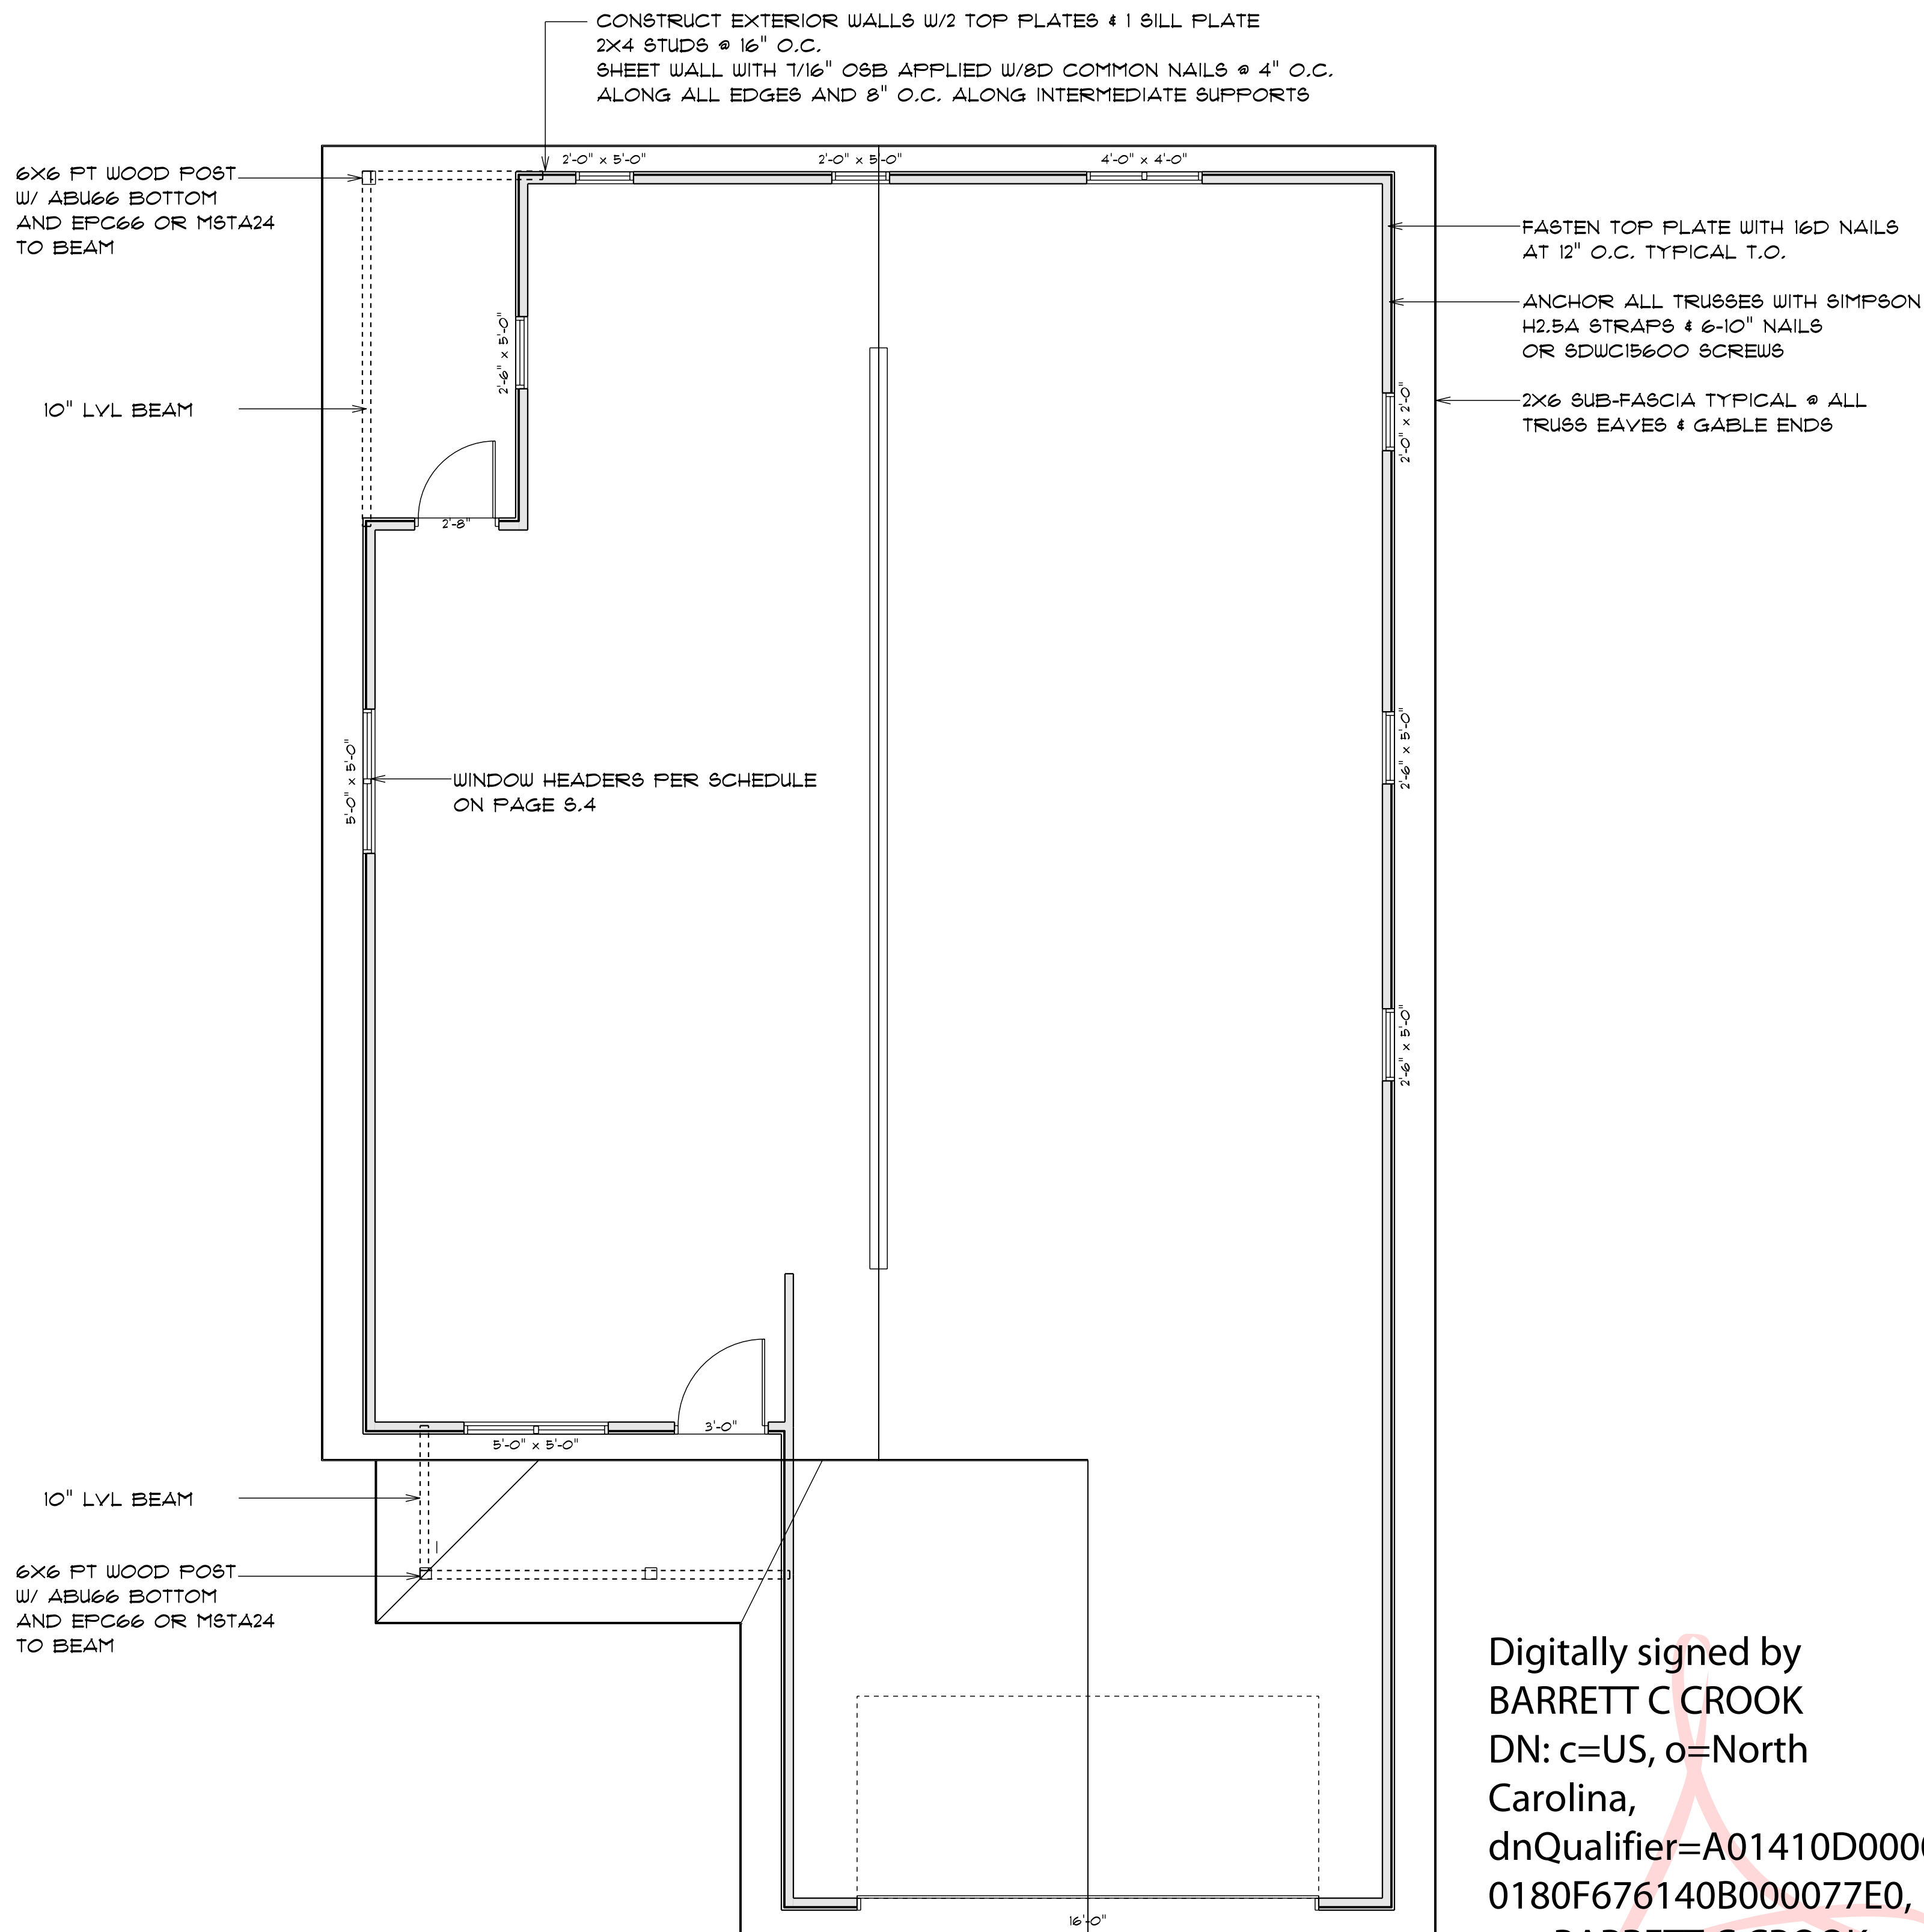 CONSTRUCT EXTERIOR WALLS W/2 TOP PLATES & 1 SILL PLATE
2X4 STUDS @ 16" O.C.
SHEET WALL WITH 7/16" OSB APPLIED W/8D COMMON NAILS @ 4" O.C.
ALONG ALL EDGES AND 8" O.C. ALONG INTERMEDIATE SUPPORTS
6X6 PT WOOD POST
W/ ABU66 BOTTOM
AND EPC66 OR MSTA24
TO BEAM
2'-0" x 5'-0"
2'-0" x 5'-0"
4'-0" x 4'-0"
FASTEN TOP PLATE WITH 16D NAILS
AT 12" O.C. TYPICAL T.O.
ANCHOR ALL TRUSSES WITH SIMPSON
H2.5A STRAPS & 6-10" NAILS
OR SDWC15600 SCREWS
2X6 SUB-FASCIA TYPICAL @ ALL
TRUSS EAVES & GABLE ENDS
2'-6" x 5'-0"
10" LVL BEAM
2'-0" x 2'-0"
2'-8"
5'-0" x 5'-0"
WINDOW HEADERS PER SCHEDULE
ON PAGE S.4
2'-6" x 5'-0"
2'-6" x 5'-0"
3'-0"
5'-0" x 5'-0"
10" LVL BEAM
6X6 PT WOOD POST
W/ ABU66 BOTTOM
AND EPC66 OR MSTA24
TO BEAM
16'-0"
Digitally signed by
BARRETT C CROOK
DN: c=US, o=North
Carolina,
dnQualifier=A01410D000
0180F676140B000077E0,
BARRETT C CROOK